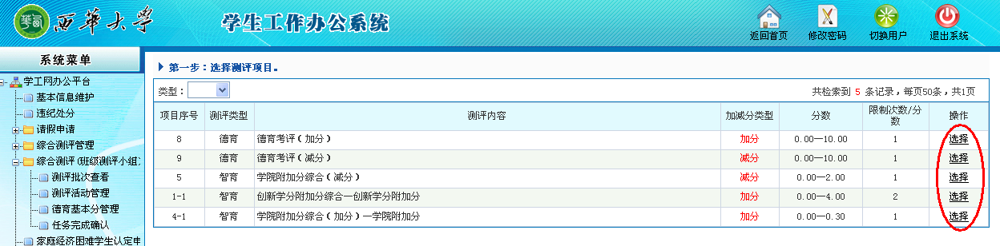 西华大学
学生工作办公系统
返回首页 修改密码 切换用户 退出系统
系统菜单
学工网办公平台
基本信息维护
违纪处分
请假申请
综合测评管理
综合测评(班级测评小组)
测评批次查看
测评活动管理
德育基本分管理
任务完成确认
家庭经济困难学生认定申
第一步：选择测评项目。
类型：
共检索到 5 条记录，每页50条，共1页
项目序号 测评类型 测评内容 加减分类型 分数 限制次数/分数 操作
8 德育 德育考评（加分） 加分 0.00—10.00 1 选择
9 德育 德育考评（减分） 减分 0.00—10.00 1 选择
5 智育 学院附加分综合（减分） 减分 0.00—2.00 1 选择
1-1 智育 创新学分附加分综合—创新学分附加分 加分 0.00—4.00 2 选择
4-1 智育 学院附加分综合（加分）—学院附加分 加分 0.00—0.30 1 选择